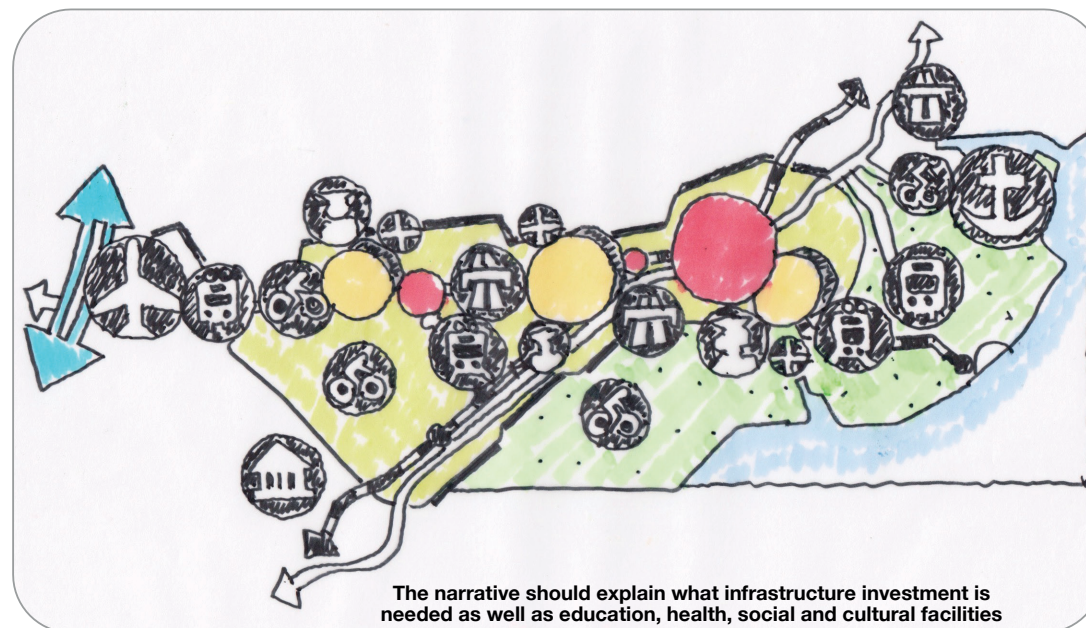 The narrative should explain what infrastructure investment is
needed as well as education, health, social and cultural facilities